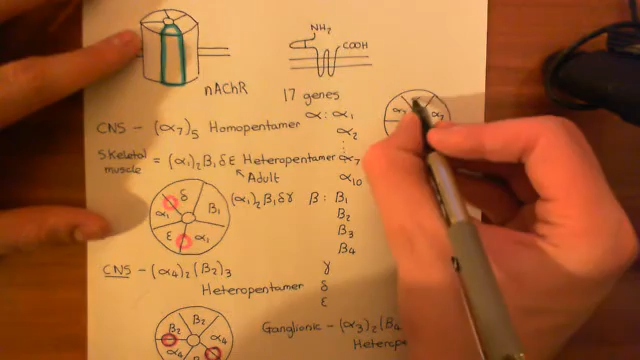 NH₂
COOH
nAChR 17 genes
CNS - (α₇)₅ Homopentamer
α : α₁
α₂
⋮
α₇
α₁₀
Skeletal muscle = (α₁)₂ β₁ δ ε Heteropentamer
Adult
(α₁)₂ β₁ δ γ
δ
α₁
β₁
ε
α₁
β : β₁
β₂
β₃
β₄
γ
δ
ε
α₇
α₇
CNS - (α₄)₂ (β₂)₃
Heteropentamer
β₂
β₂
α₄
α₄
Ganglionic - (α₃)₂ (β₄